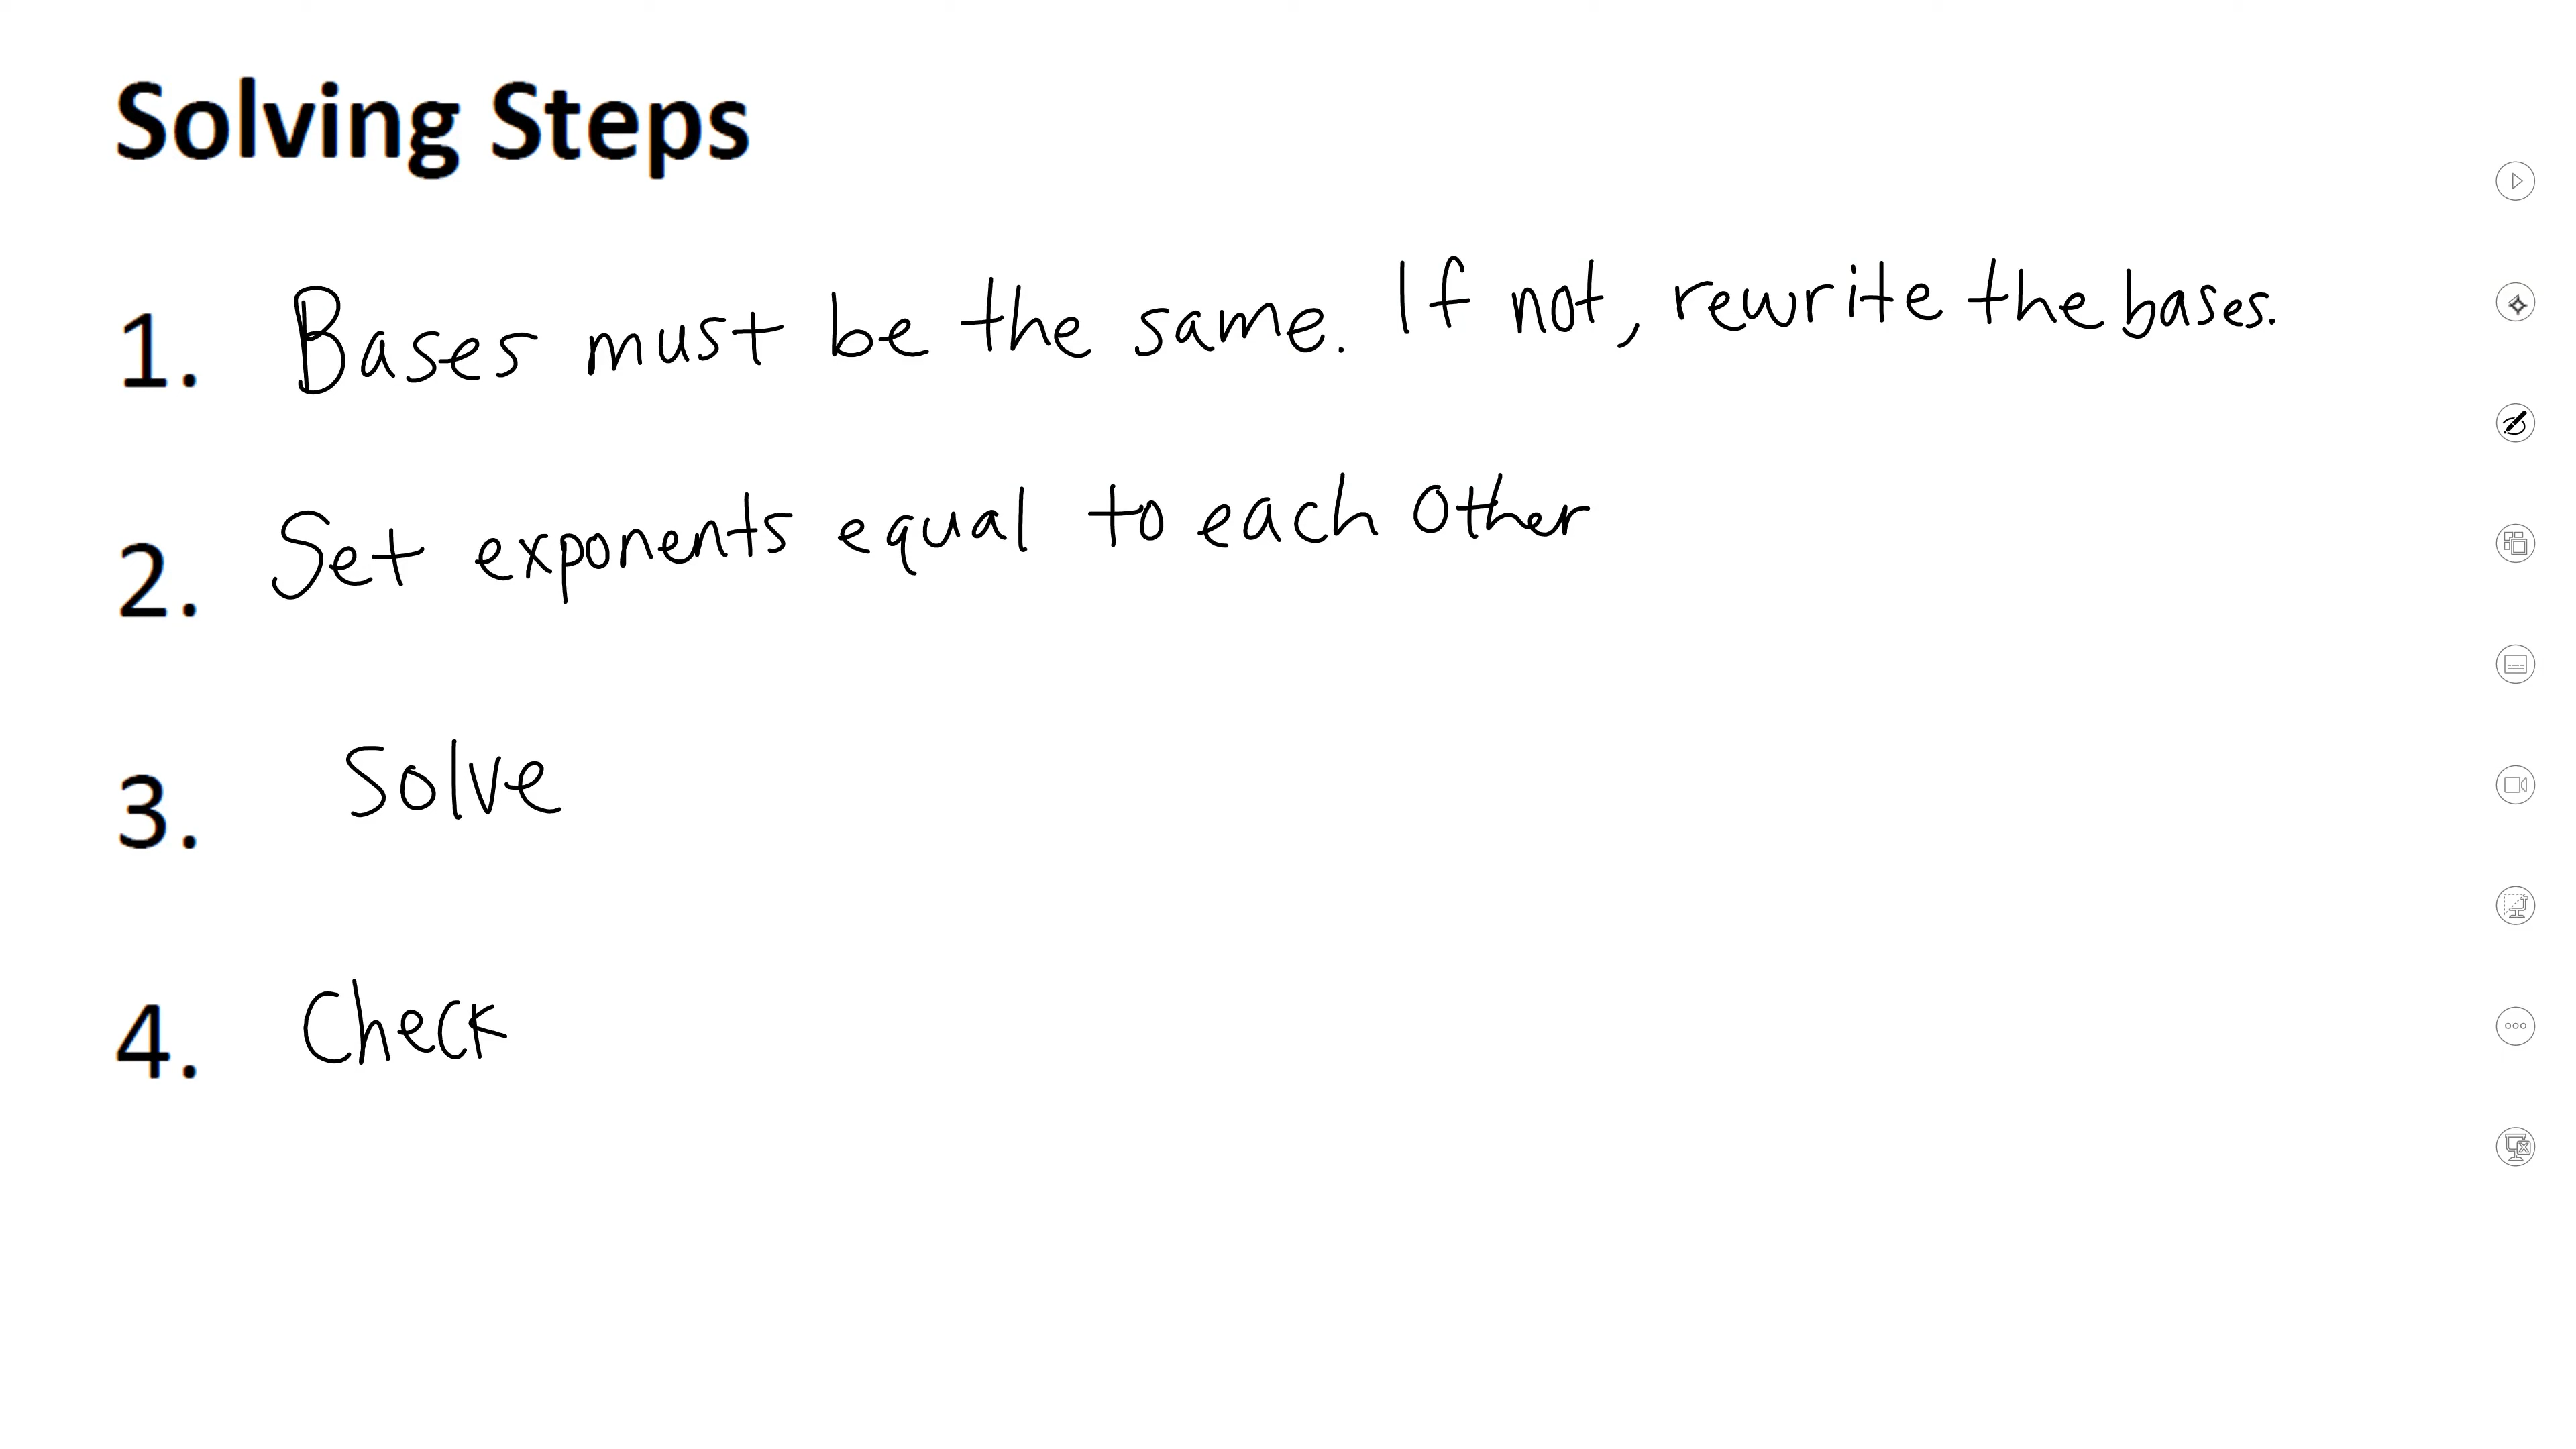 Solving Steps
1. Bases must be the same. If not, rewrite the bases.
2. Set exponents equal to each other
3. Solve
4. Check